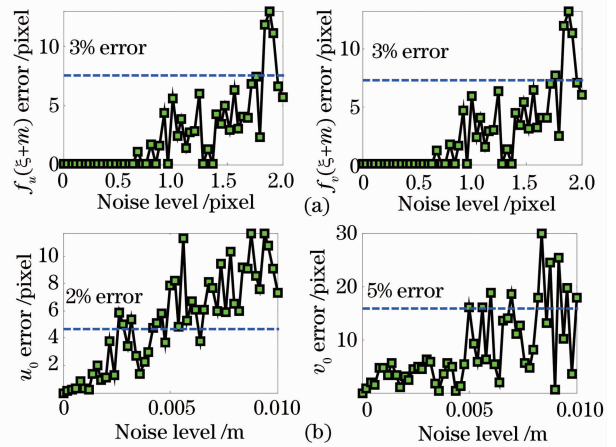 10
5
0
3% error
f_u(ξ+m) error /pixel
0 0.5 1.0 1.5 2.0
Noise level /pixel
10
5
0
3% error
f_v(ξ+m) error /pixel
0 0.5 1.0 1.5 2.0
Noise level /pixel
(a)
10
8
6
4
2
2% error
u_0 error /pixel
0 0.005 0.010
Noise level /m
30
20
10
5% error
v_0 error /pixel
0 0.005 0.010
Noise level /m
(b)